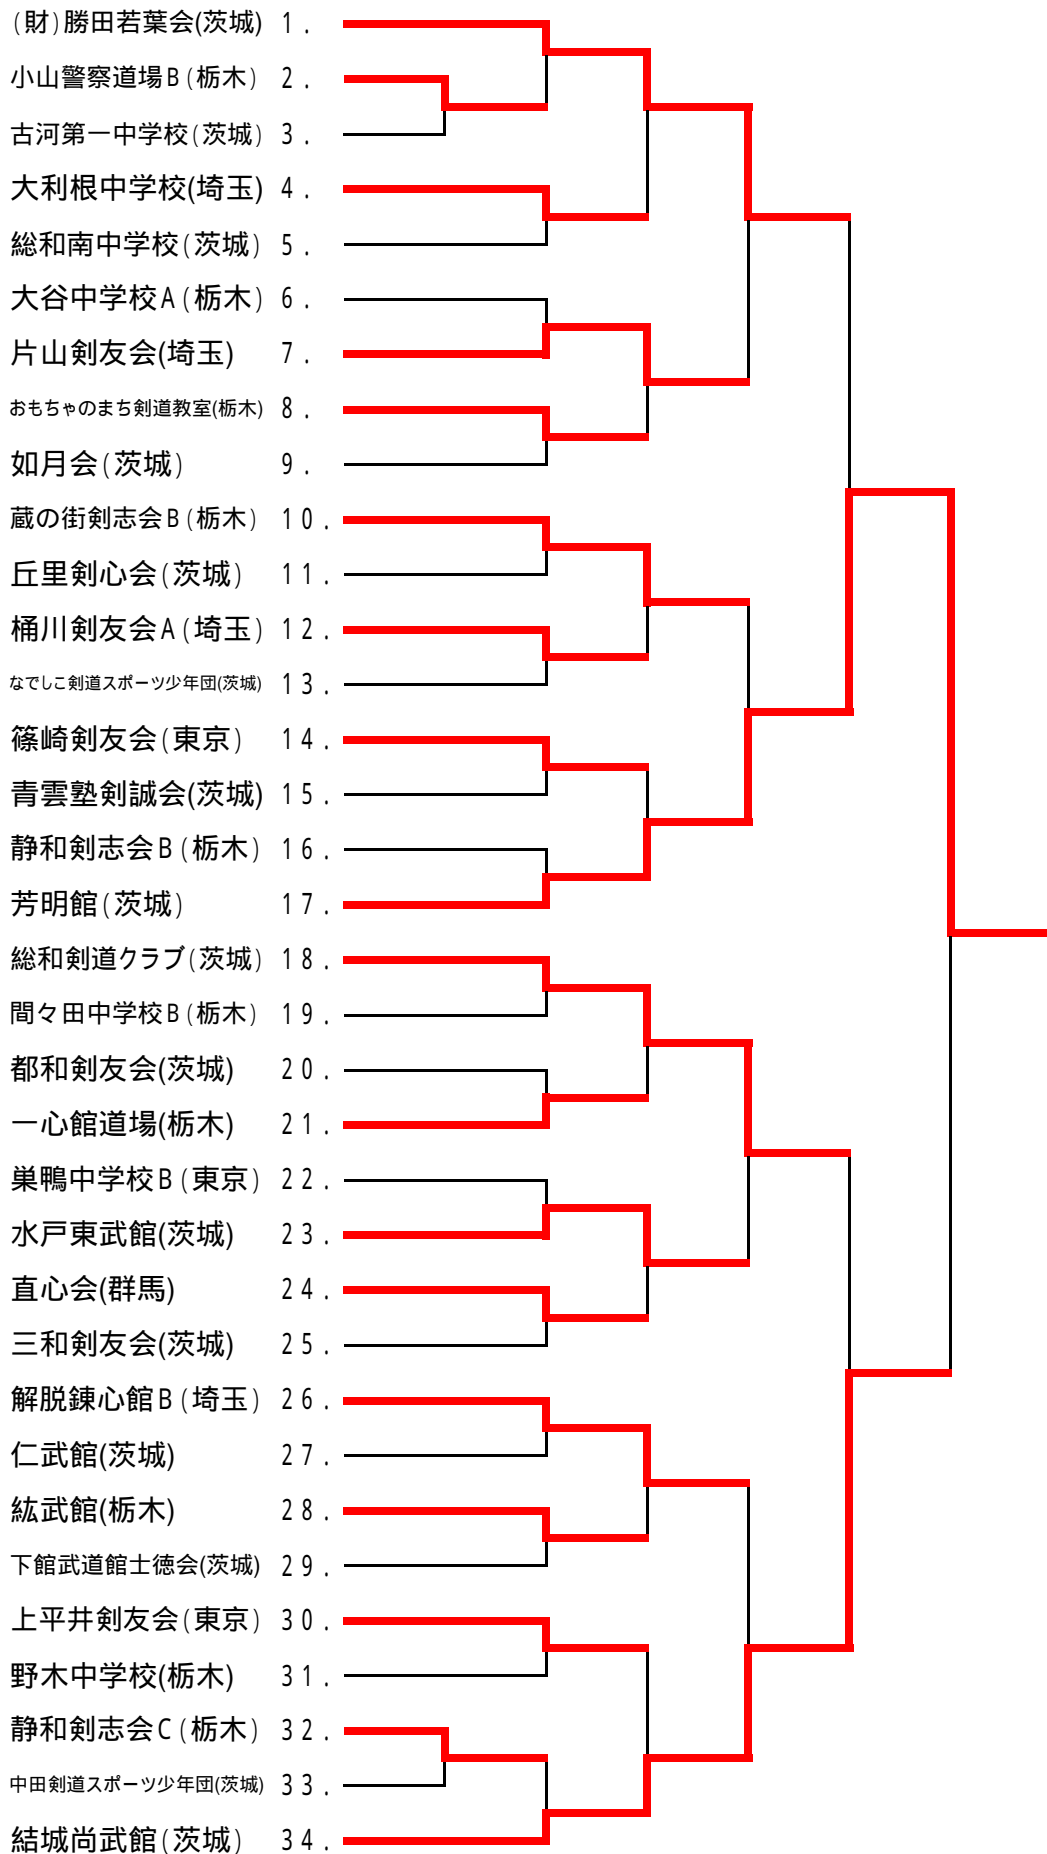 (財)勝田若葉会(茨城) 1.
小山警察道場B(栃木) 2.
古河第一中学校(茨城) 3.
大利根中学校(埼玉) 4.
総和南中学校(茨城) 5.
大谷中学校A(栃木) 6.
片山剣友会(埼玉) 7.
おもちゃのまち剣道教室(栃木) 8.
如月会(茨城) 9.
蔵の街剣志会B(栃木) 10.
丘里剣心会(茨城) 11.
桶川剣友会A(埼玉) 12.
なでしこ剣道スポーツ少年団(茨城) 13.
篠崎剣友会(東京) 14.
青雲塾剣誠会(茨城) 15.
静和剣志会B(栃木) 16.
芳明館(茨城) 17.
総和剣道クラブ(茨城) 18.
間々田中学校B(栃木) 19.
都和剣友会(茨城) 20.
一心館道場(栃木) 21.
巣鴨中学校B(東京) 22.
水戸東武館(茨城) 23.
直心会(群馬) 24.
三和剣友会(茨城) 25.
解脱錬心館B(埼玉) 26.
仁武館(茨城) 27.
紘武館(栃木) 28.
下館武道館士徳会(茨城) 29.
上平井剣友会(東京) 30.
野木中学校(栃木) 31.
静和剣志会C(栃木) 32.
中田剣道スポーツ少年団(茨城) 33.
結城尚武館(茨城) 34.